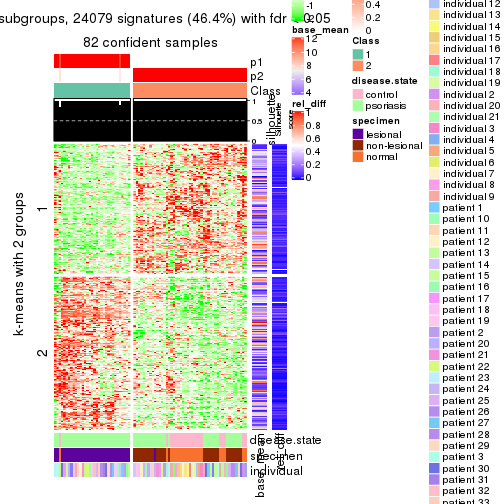 subgroups, 24079 signatures (46.4%) with fdr < 0.05
82 confident samples
p1
p2
Class
1
0.5
0
silhouette
k-means with 2 groups
1
2
disease.state
specimen
individual
base_mean
rel_diff
-1
-2
base_mean
12
10
8
6
4
rel_diff
1
0.8
0.6
0.4
0.2
0
0.4
0.2
0
Class
1
2
disease.state
control
psoriasis
specimen
lesional
non-lesional
normal
individual 12
individual 13
individual 14
individual 15
individual 16
individual 17
individual 18
individual 19
individual 2
individual 20
individual 21
individual 3
individual 4
individual 5
individual 6
individual 7
individual 8
individual 9
patient 1
patient 10
patient 11
patient 12
patient 13
patient 14
patient 15
patient 16
patient 17
patient 18
patient 19
patient 2
patient 20
patient 21
patient 22
patient 23
patient 24
patient 25
patient 26
patient 27
patient 28
patient 29
patient 3
patient 30
patient 31
patient 32
patient 33